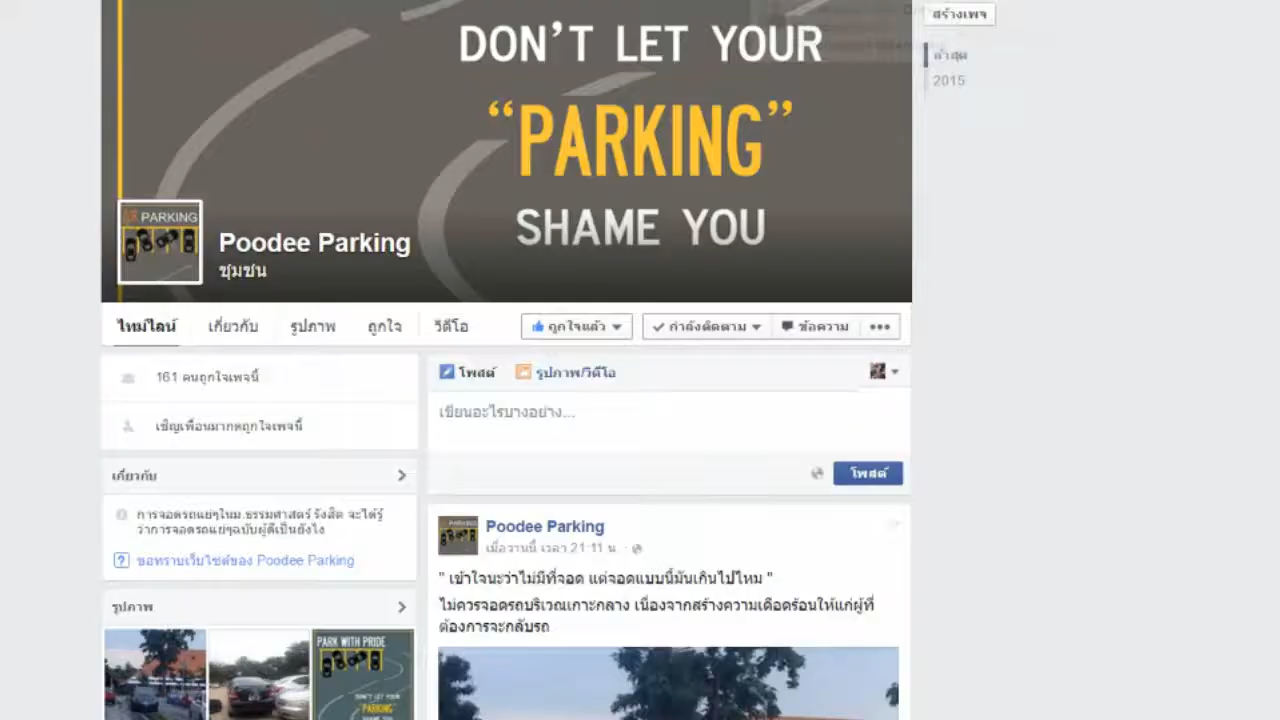 DON'T LET YOUR
"PARKING"
SHAME YOU
สร้างเพจ
ล่าสุด
2015
PARKING
Poodee Parking
ชุมชน
ไทม์ไลน์
เกี่ยวกับ
รูปภาพ
ถูกใจ
วิดีโอ
ถูกใจแล้ว
กำลังติดตาม
ข้อความ
161 คนถูกใจเพจนี้
เชิญเพื่อนมากดถูกใจเพจนี้
เกี่ยวกับ
การจอดรถแย่ๆในม.ธรรมศาสตร์ รังสิต จะได้รู้
ว่าการจอดรถแย่ๆฉบับผู้ดีเป็นยังไง
ขอทราบเว็บไซต์ของ Poodee Parking
รูปภาพ
PARK WITH PRIDE
DON'T LET YOUR
"PARKING"
SHAME YOU
โพสต์
รูปภาพ/วิดีโอ
เขียนอะไรบางอย่าง...
โพสต์
PARKING
Poodee Parking
เมื่อวานนี้ เวลา 21:11 น. ·
" เข้าใจนะว่าไม่มีที่จอด แต่จอดแบบนี้มันเกินไปไหม "
ไม่ควรจอดรถบริเวณเกาะกลาง เนื่องจากสร้างความเดือดร้อนให้แก่ผู้ที่
ต้องการจะกลับรถ